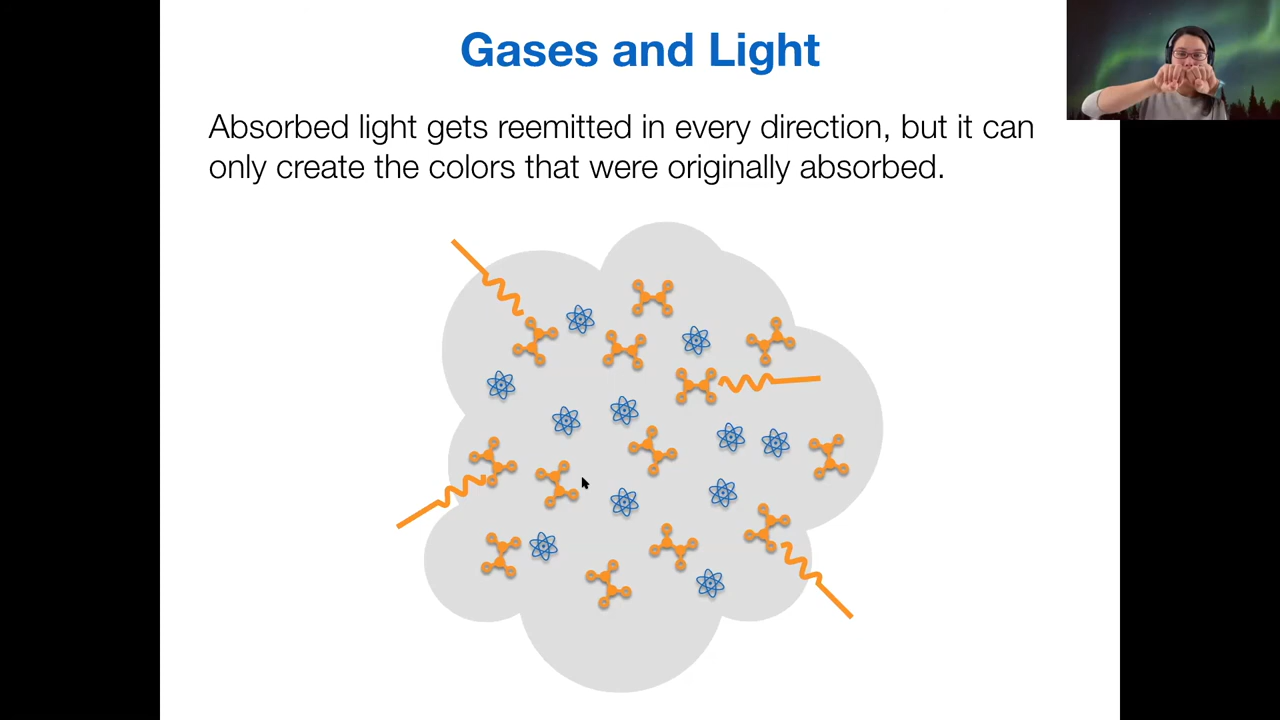 Gases and Light
Absorbed light gets reemitted in every direction, but it can
only create the colors that were originally absorbed.